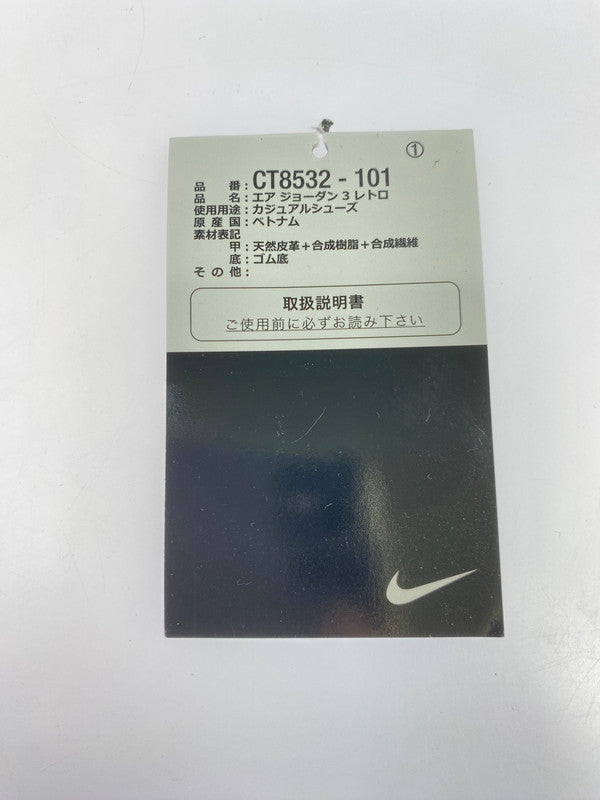 ①
品番：CT8532 - 101
品名：エア ジョーダン 3 レトロ
使用用途：カジュアルシューズ
原産国：ベトナム
素材表記
甲：天然皮革＋合成樹脂＋合成繊維
底：ゴム底
その他：
取扱説明書
ご使用前に必ずお読み下さい